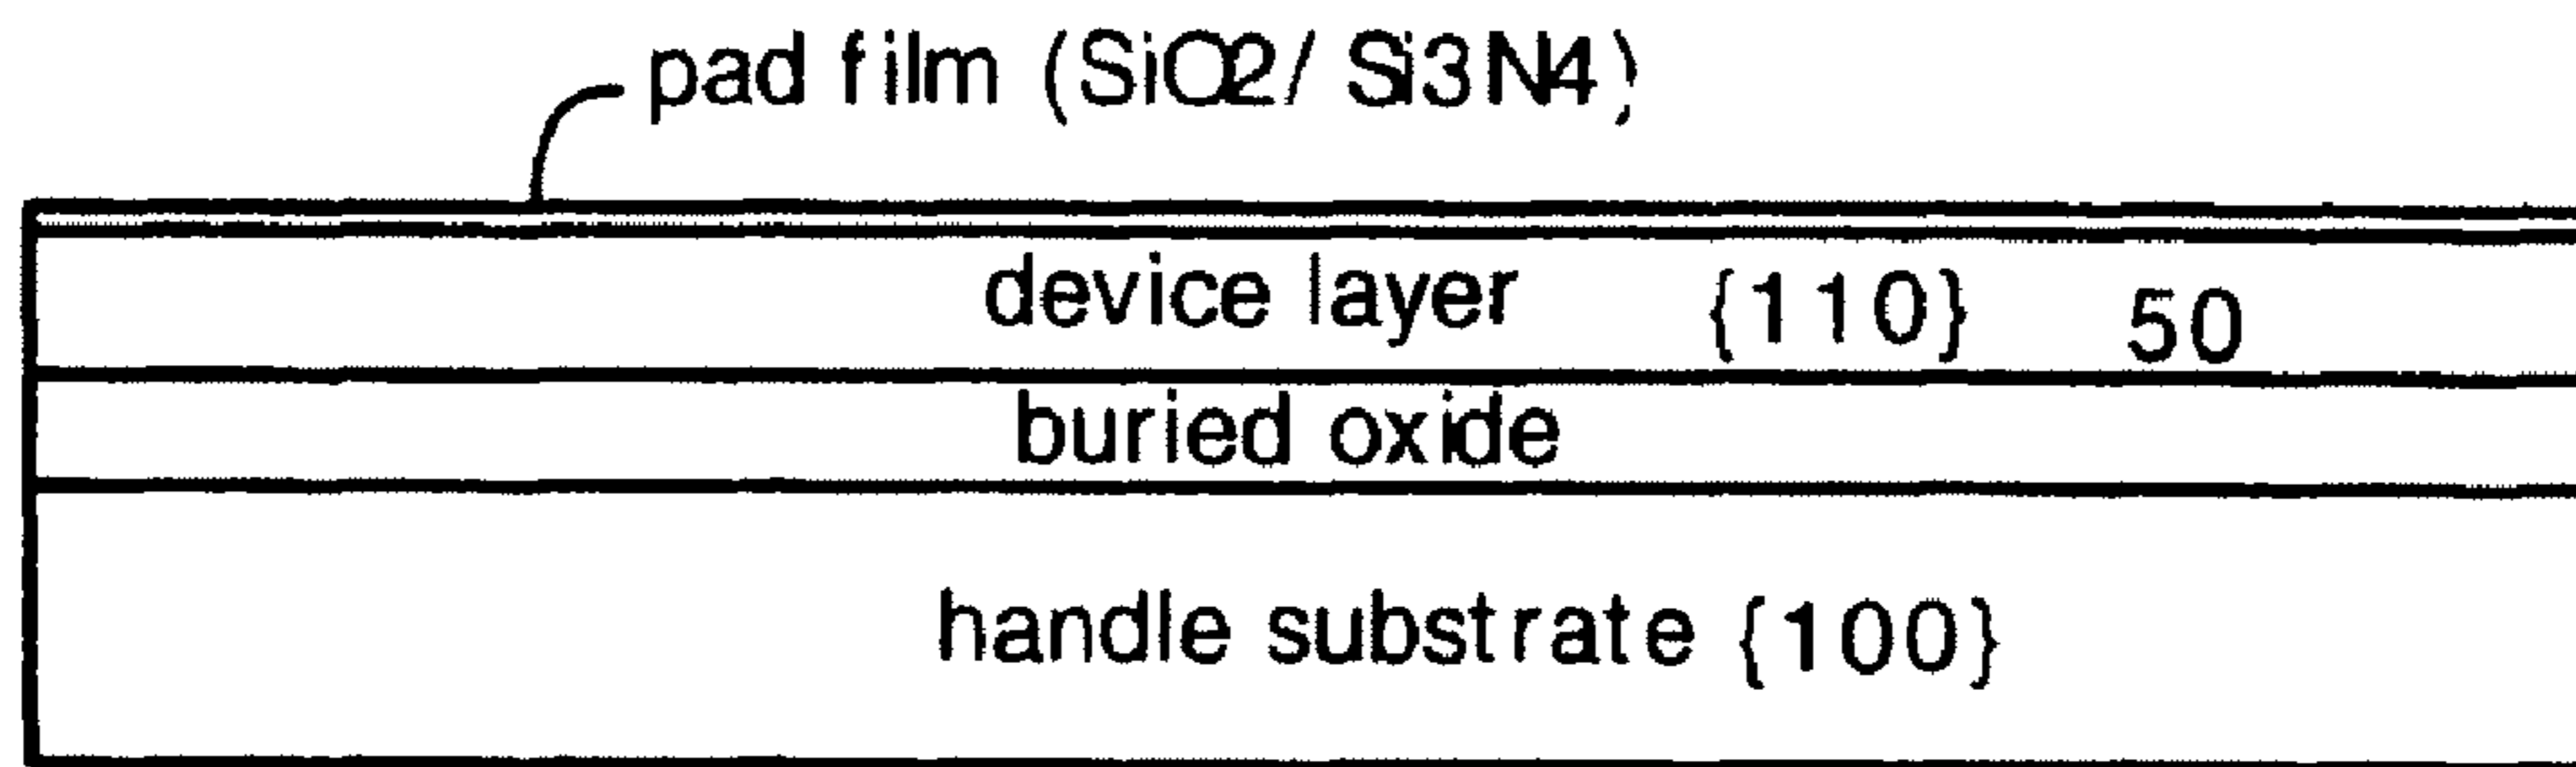 pad film (SiO2/ Si3N4)
device layer {110} 50
buried oxide
handle substrate {100}